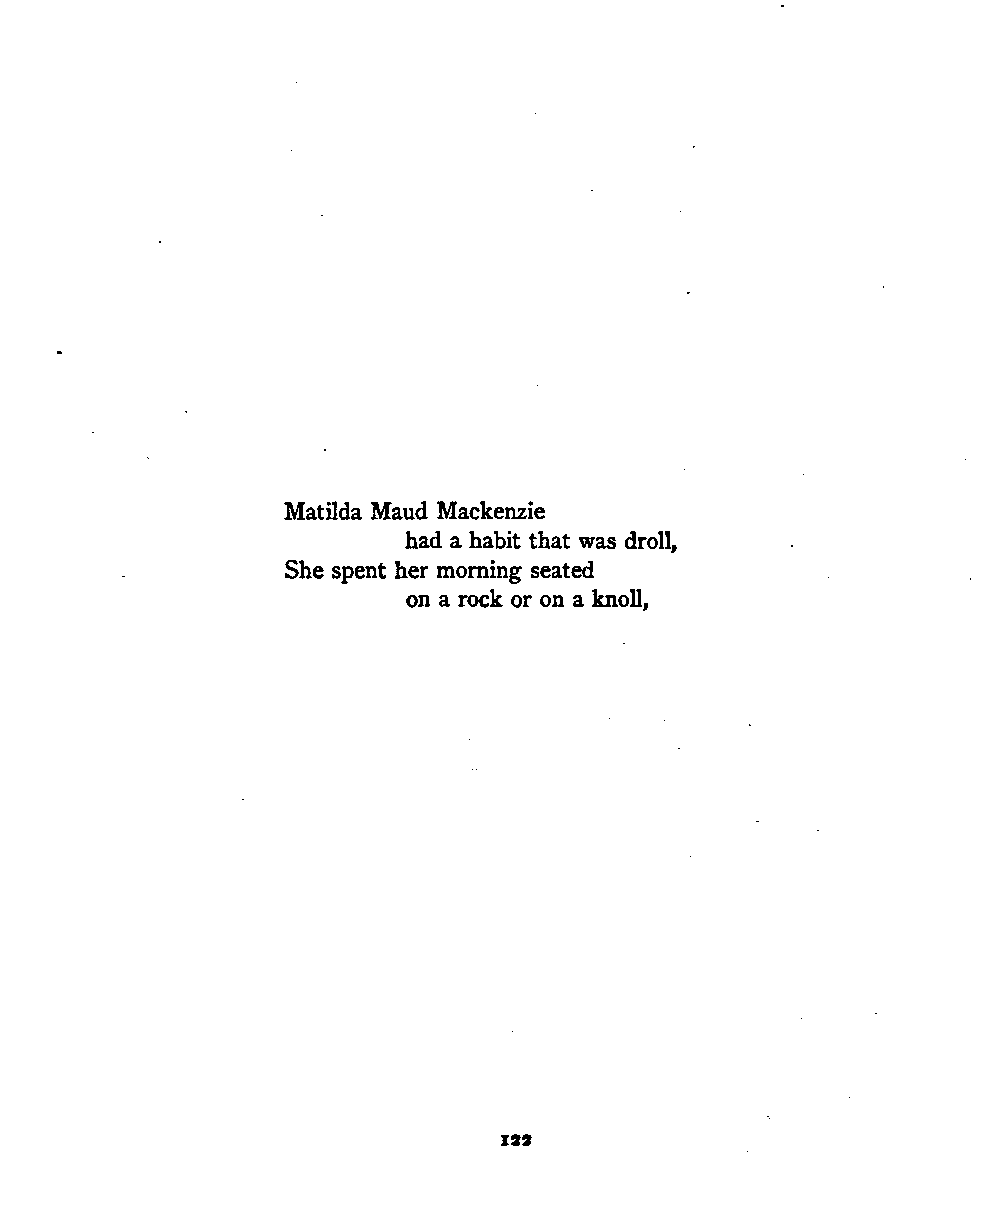 Matilda Maud Mackenzie
had a habit that was droll,
She spent her morning seated
on a rock or on a knoll,
122